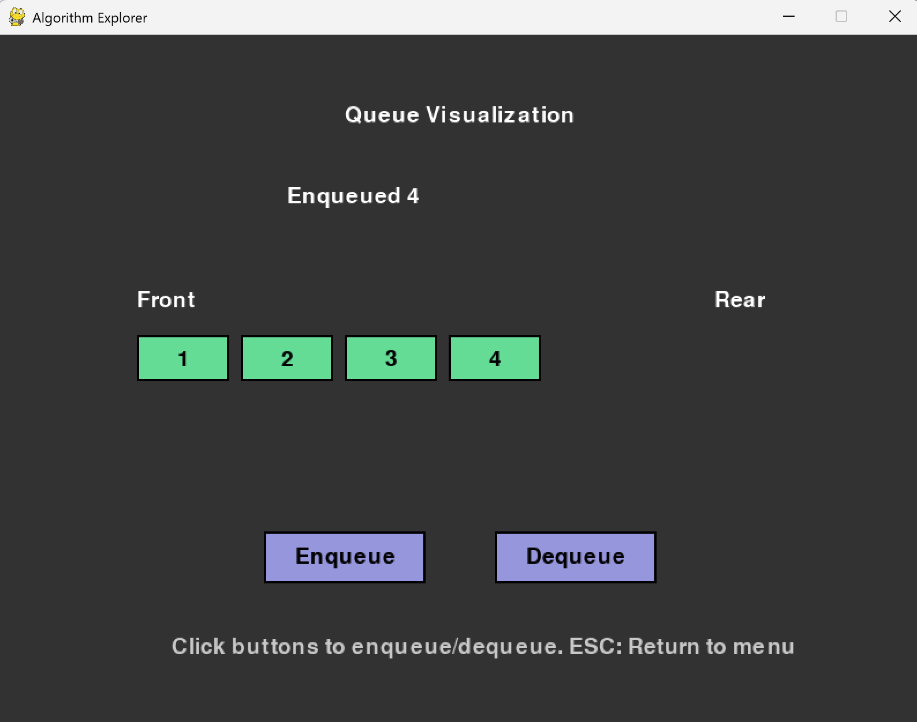 Algorithm Explorer
Queue Visualization
Enqueued 4
Front Rear
1 2 3 4
Enqueue Dequeue
Click buttons to enqueue/dequeue. ESC: Return to menu